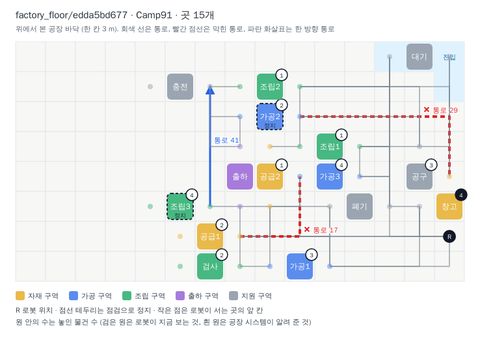 factory_floor/edda5bd677 · Camp91 · 곳 15개
위에서 본 공장 바닥 (한 칸 3 m). 회색 선은 통로, 빨간 점선은 막힌 통로, 파란 화살표는 한 방향 통로
대기
진입
충전
조립2
1
가공2
정지
2
✖ 통로 29
통로 41
조립1
1
출하
공급2
1
가공3
4
공구
3
조립3
정지
4
폐기
창고
4
공급1
2
✖ 통로 17
R
검사
2
가공1
3
자재 구역
가공 구역
조립 구역
출하 구역
지원 구역
R 로봇 위치 · 점선 테두리는 점검으로 정지 · 작은 점은 로봇이 서는 곳의 앞 칸
원 안의 수는 놓인 물건 수 (검은 원은 로봇이 지금 보는 것, 흰 원은 공장 시스템이 알려 준 것)